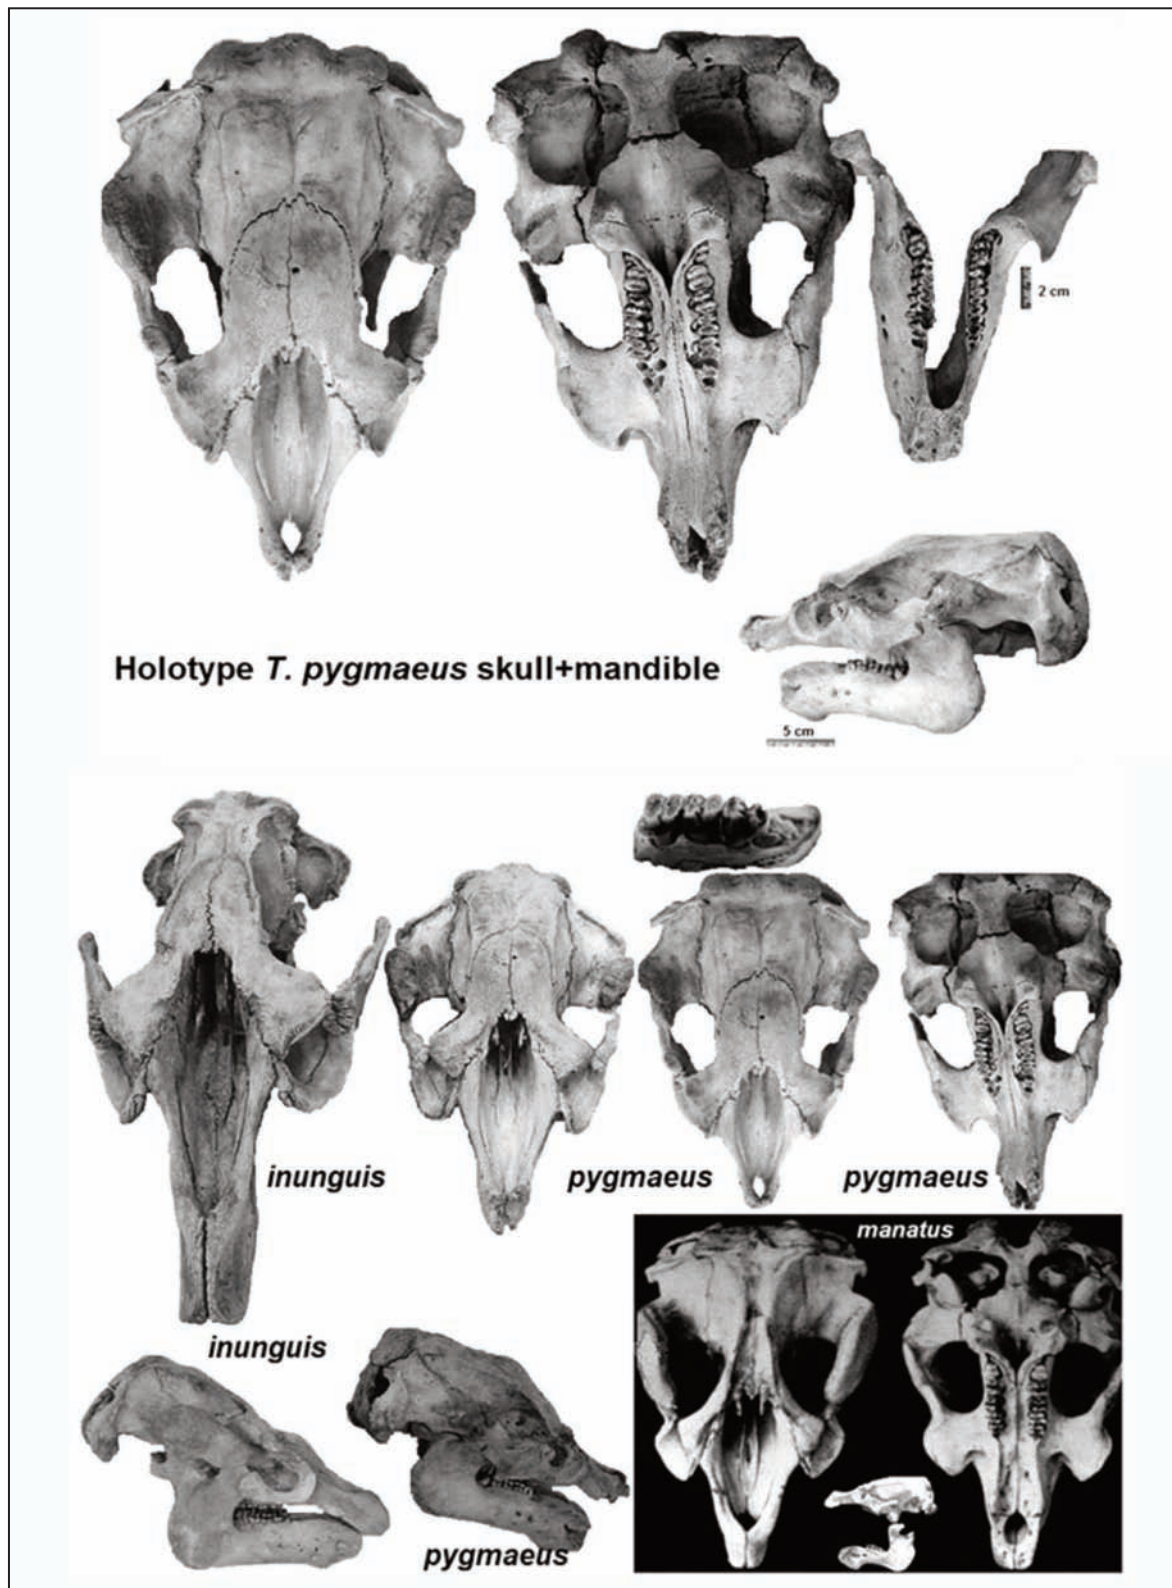 2 cm
Holotype T. pygmaeus skull+mandible
5 cm
inunguis
pygmaeus
pygmaeus
manatus
inunguis
pygmaeus